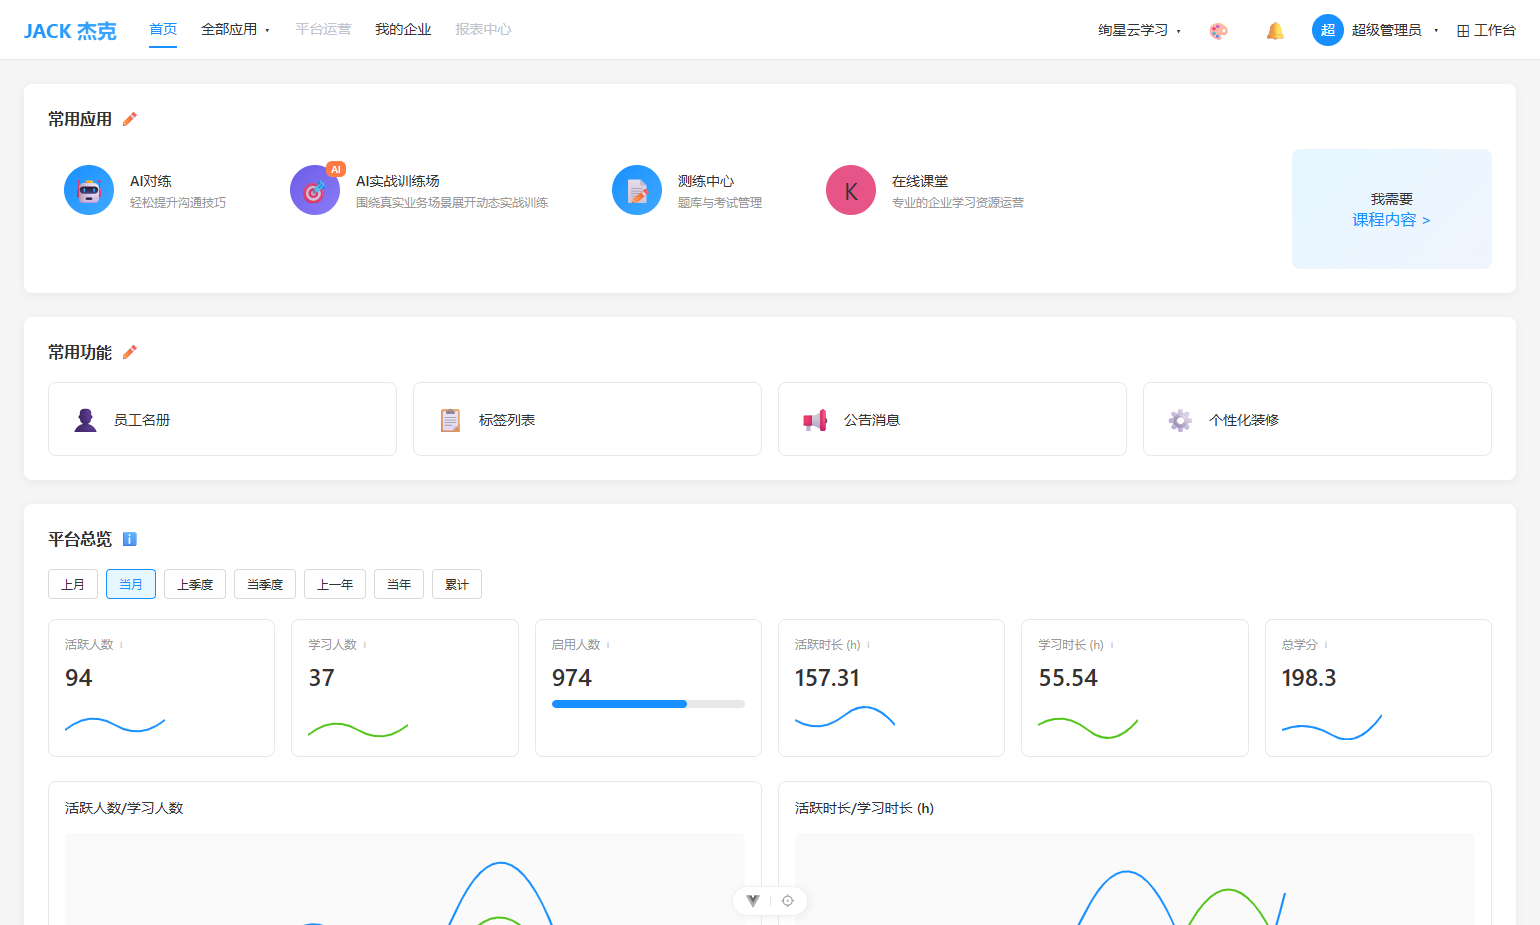 JACK 杰克 首页 全部应用 平台运营 我的企业 报表中心 绚星云学习 超 超级管理员 工作台
常用应用
AI对练
轻松提升沟通技巧
AI
AI实战训练场
围绕真实业务场景展开动态实战训练
测练中心
题库与考试管理
K
在线课堂
专业的企业学习资源运营
我需要
课程内容 >
常用功能
员工名册
标签列表
公告消息
个性化装修
平台总览
上月 当月 上季度 当季度 上一年 当年 累计
活跃人数
94
学习人数
37
启用人数
974
活跃时长 (h)
157.31
学习时长 (h)
55.54
总学分
198.3
活跃人数/学习人数
活跃时长/学习时长 (h)